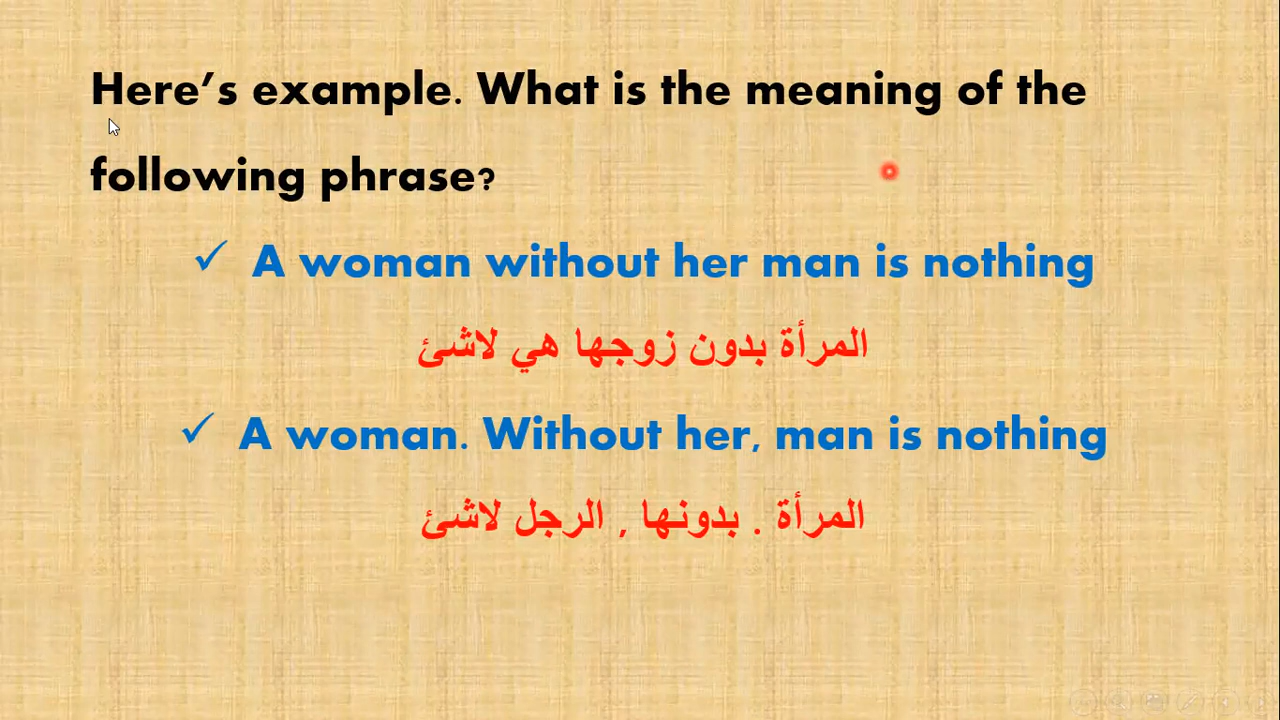 Here’s example. What is the meaning of the
following phrase?
✓ A woman without her man is nothing
المرأة بدون زوجها هي لاشئ
✓ A woman. Without her, man is nothing
المرأة . بدونها , الرجل لاشئ